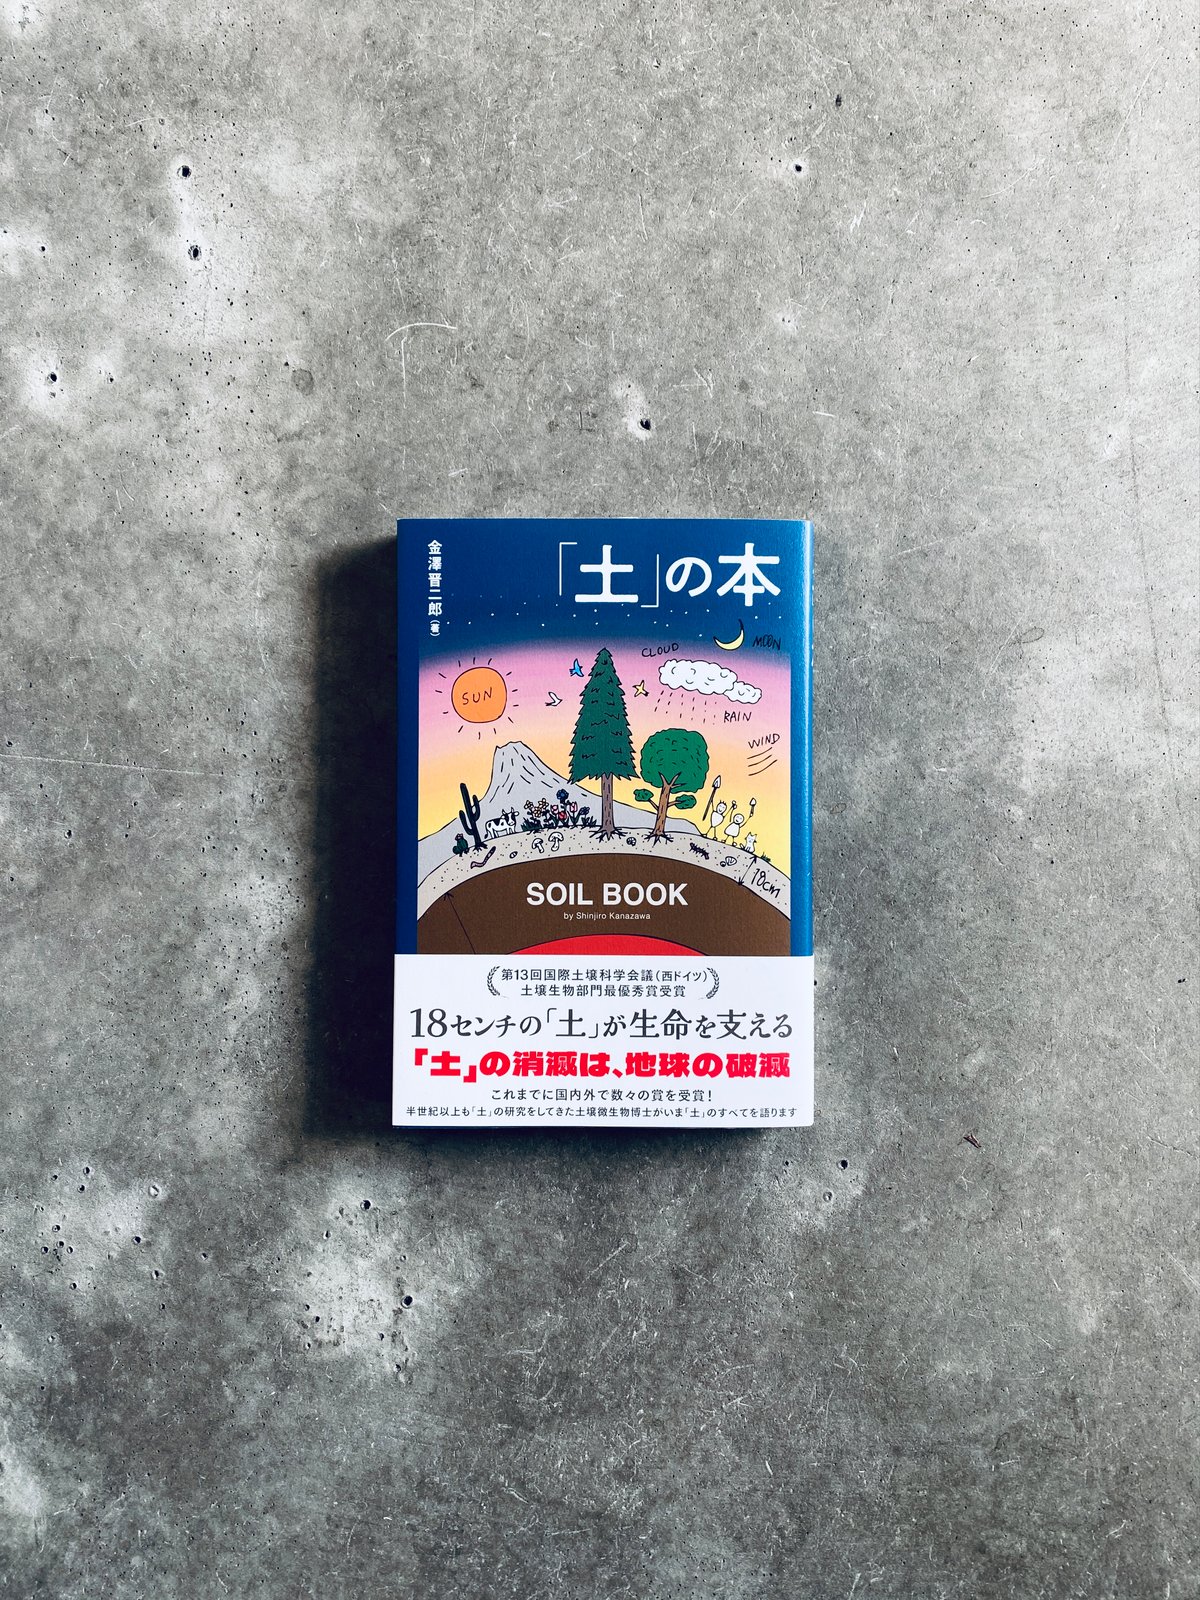 「土」の本
金澤晋二郎(著)
MOON
CLOUD
SUN
RAIN
WIND
18cm
SOIL BOOK
by Shinjiro Kanazawa
第13回国際土壌科学会議(西ドイツ)
土壌生物部門最優秀賞受賞
18センチの「土」が生命を支える
「土」の消滅は、地球の破滅
これまでに国内外で数々の賞を受賞!
半世紀以上も「土」の研究をしてきた土壌微生物博士がいま「土」のすべてを語ります